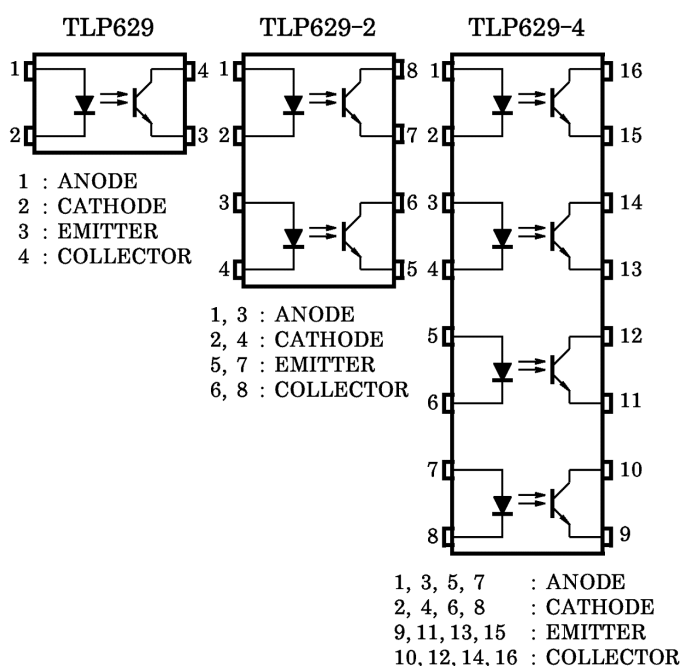 TLP629 TLP629-2 TLP629-4
1 4
2 3
1 : ANODE
2 : CATHODE
3 : EMITTER
4 : COLLECTOR
1 8
2 7
3 6
4 5
1, 3 : ANODE
2, 4 : CATHODE
5, 7 : EMITTER
6, 8 : COLLECTOR
1 16
2 15
3 14
4 13
5 12
6 11
7 10
8 9
1, 3, 5, 7 : ANODE
2, 4, 6, 8 : CATHODE
9, 11, 13, 15 : EMITTER
10, 12, 14, 16 : COLLECTOR